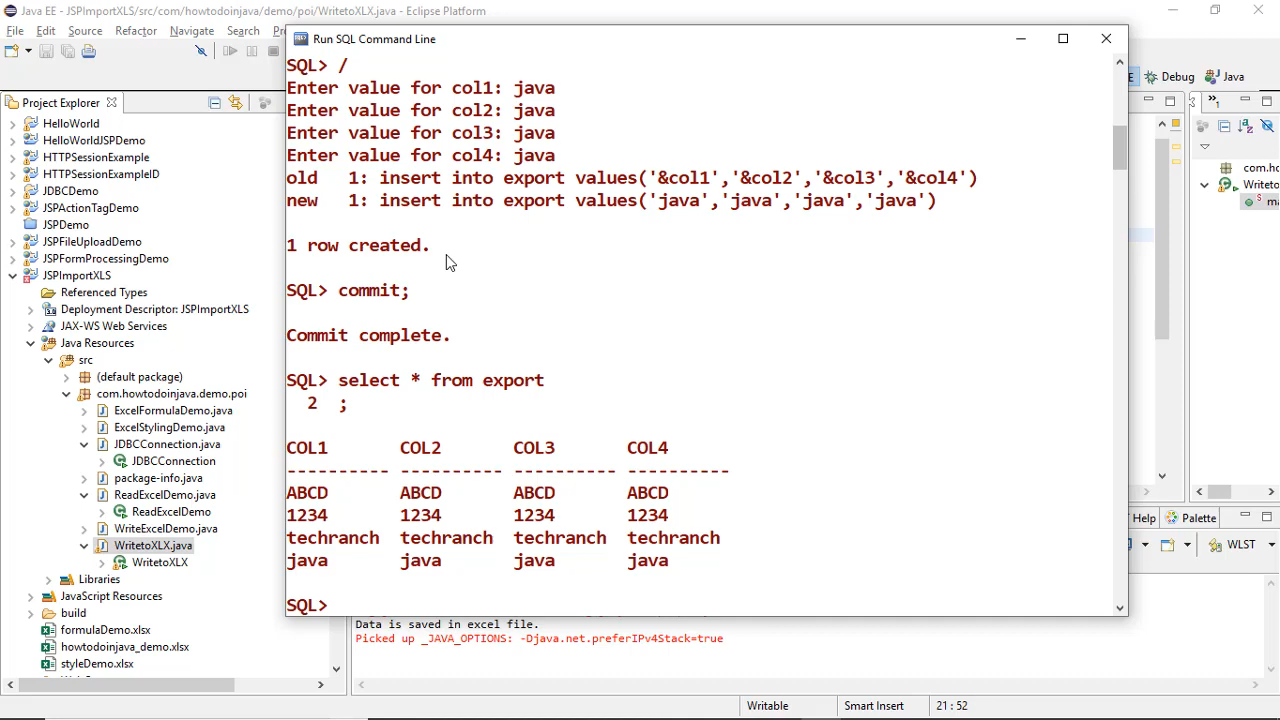 Java EE - JSPImportXLS/src/com/howtodoinjava/demo/poi/WritetoXLX.java - Eclipse Platform
File Edit Source Refactor Navigate Search
Run SQL Command Line
Debug
Java
Project Explorer
HelloWorld
HelloWorldJSPDemo
HTTPSessionExample
HTTPSessionExampleID
JDBCDemo
JSPActionTagDemo
JSPDemo
JSPFileUploadDemo
JSPFormProcessingDemo
JSPImportXLS
Referenced Types
Deployment Descriptor: JSPImportXLS
JAX-WS Web Services
Java Resources
src
(default package)
com.howtodoinjava.demo.poi
ExcelFormulaDemo.java
ExcelStylingDemo.java
JDBCConnection.java
JDBCConnection
package-info.java
ReadExcelDemo.java
ReadExcelDemo
WriteExcelDemo.java
WritetoXLX.java
WritetoXLX
Libraries
JavaScript Resources
build
formulaDemo.xlsx
howtodoinjava_demo.xlsx
styleDemo.xlsx
SQL> /
Enter value for col1: java
Enter value for col2: java
Enter value for col3: java
Enter value for col4: java
old 1: insert into export values('&col1','&col2','&col3','&col4')
new 1: insert into export values('java','java','java','java')
1 row created.
SQL> commit;
Commit complete.
SQL> select * from export
2 ;
COL1 COL2 COL3 COL4
---------- ---------- ---------- ----------
ABCD ABCD ABCD ABCD
1234 1234 1234 1234
techranch techranch techranch techranch
java java java java
SQL>
Help
Palette
WLST
Data is saved in excel file.
Picked up _JAVA_OPTIONS: -Djava.net.preferIPv4Stack=true
Writable
Smart Insert
21 : 52